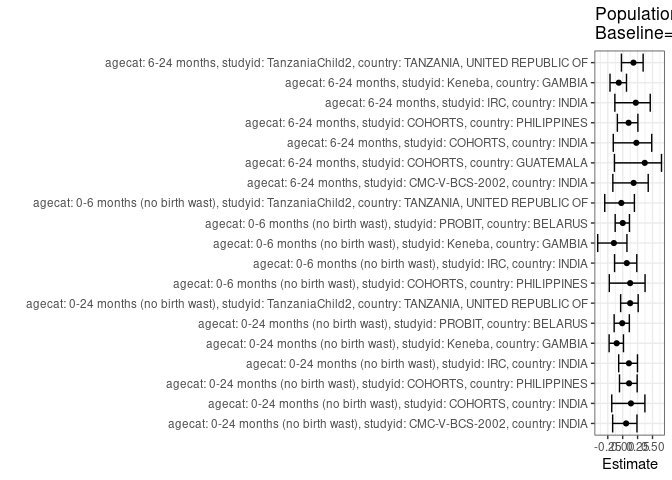 Population
Baseline=
agecat: 6-24 months, studyid: TanzaniaChild2, country: TANZANIA, UNITED REPUBLIC OF
agecat: 6-24 months, studyid: Keneba, country: GAMBIA
agecat: 6-24 months, studyid: IRC, country: INDIA
agecat: 6-24 months, studyid: COHORTS, country: PHILIPPINES
agecat: 6-24 months, studyid: COHORTS, country: INDIA
agecat: 6-24 months, studyid: COHORTS, country: GUATEMALA
agecat: 6-24 months, studyid: CMC-V-BCS-2002, country: INDIA
agecat: 0-6 months (no birth wast), studyid: TanzaniaChild2, country: TANZANIA, UNITED REPUBLIC OF
agecat: 0-6 months (no birth wast), studyid: PROBIT, country: BELARUS
agecat: 0-6 months (no birth wast), studyid: Keneba, country: GAMBIA
agecat: 0-6 months (no birth wast), studyid: IRC, country: INDIA
agecat: 0-6 months (no birth wast), studyid: COHORTS, country: PHILIPPINES
agecat: 0-24 months (no birth wast), studyid: TanzaniaChild2, country: TANZANIA, UNITED REPUBLIC OF
agecat: 0-24 months (no birth wast), studyid: PROBIT, country: BELARUS
agecat: 0-24 months (no birth wast), studyid: Keneba, country: GAMBIA
agecat: 0-24 months (no birth wast), studyid: IRC, country: INDIA
agecat: 0-24 months (no birth wast), studyid: COHORTS, country: PHILIPPINES
agecat: 0-24 months (no birth wast), studyid: COHORTS, country: INDIA
agecat: 0-24 months (no birth wast), studyid: CMC-V-BCS-2002, country: INDIA
-0.25 0.00 0.25 0.50
Estimate